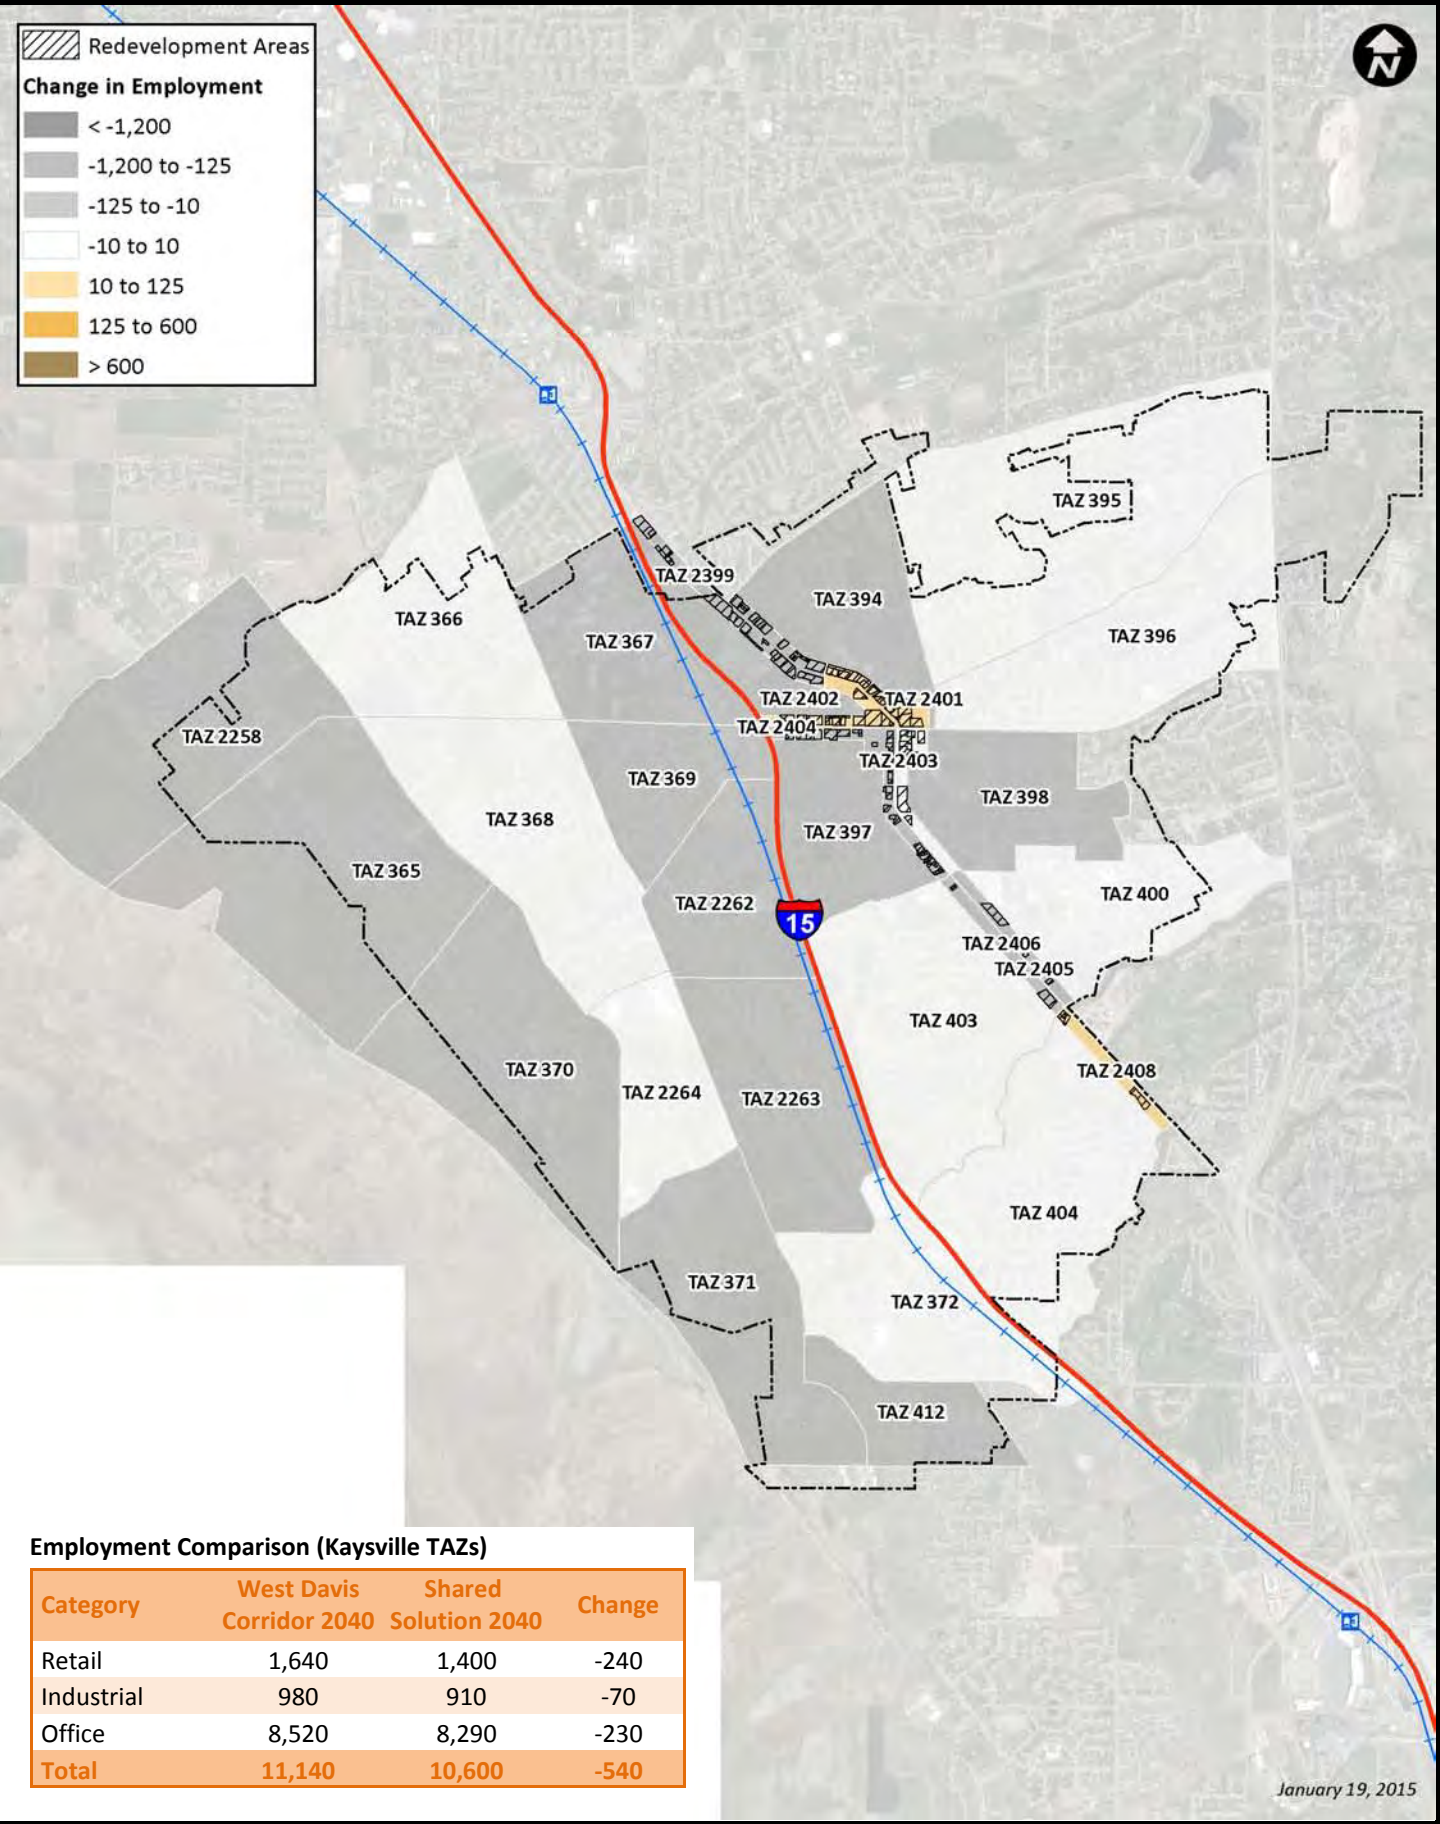 Redevelopment Areas
Change in Employment
< -1,200
-1,200 to -125
-125 to -10
-10 to 10
10 to 125
125 to 600
> 600
N
TAZ 395
TAZ 2399
TAZ 394
TAZ 366
TAZ 367
TAZ 396
TAZ 2402
TAZ 2401
TAZ 2404
TAZ 2258
TAZ 2403
TAZ 369
TAZ 398
TAZ 368
TAZ 397
TAZ 365
TAZ 400
TAZ 2262
15
TAZ 2406
TAZ 2405
TAZ 403
TAZ 370
TAZ 2408
TAZ 2264
TAZ 2263
TAZ 404
TAZ 371
TAZ 372
TAZ 412
Employment Comparison (Kaysville TAZs)
Category West Davis Corridor 2040 Shared Solution 2040 Change
Retail 1,640 1,400 -240
Industrial 980 910 -70
Office 8,520 8,290 -230
Total 11,140 10,600 -540
January 19, 2015